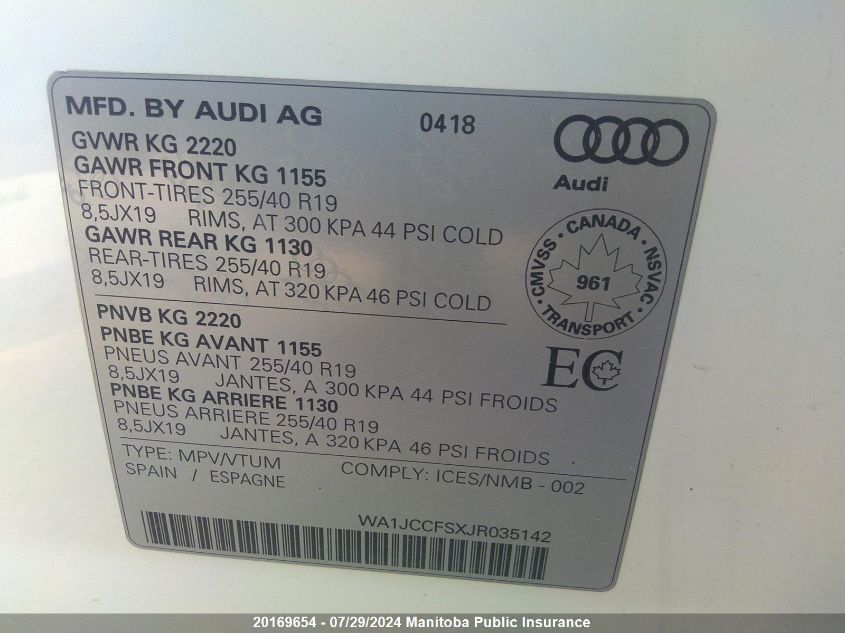 MFD. BY AUDI AG 0418
GVWR KG 2220
GAWR FRONT KG 1155
FRONT-TIRES 255/40 R19
8,5JX19 RIMS, AT 300 KPA 44 PSI COLD
GAWR REAR KG 1130
REAR-TIRES 255/40 R19
8,5JX19 RIMS, AT 320 KPA 46 PSI COLD
PNVB KG 2220
PNBE KG AVANT 1155
PNEUS AVANT 255/40 R19
8,5JX19 JANTES, A 300 KPA 44 PSI FROIDS
PNBE KG ARRIERE 1130
PNEUS ARRIERE 255/40 R19
8,5JX19 JANTES, A 320 KPA 46 PSI FROIDS
TYPE: MPV/VTUM COMPLY: ICES/NMB - 002
SPAIN / ESPAGNE
WA1JCCFSXJR035142
Audi
CMVSS · CANADA · NSVAC · TRANSPORT ·
961
EC
20169654 - 07/29/2024 Manitoba Public Insurance